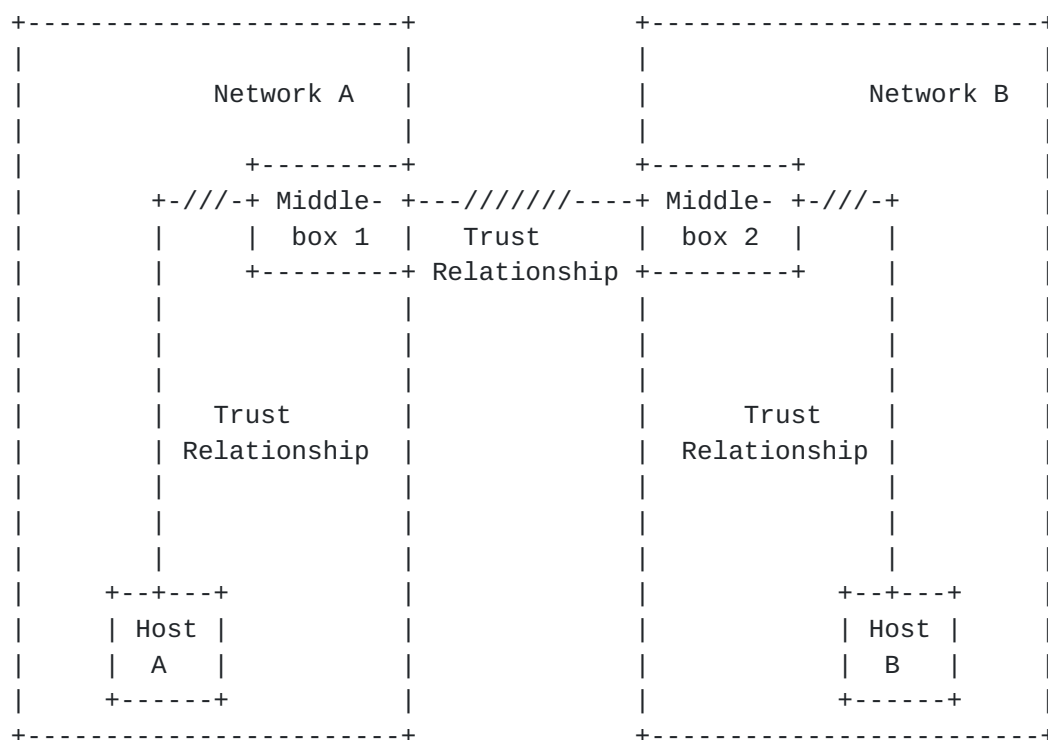 Network A Network B
Middle- Middle-
box 1 Trust box 2
Relationship
Trust Trust
Relationship Relationship
Host Host
A B